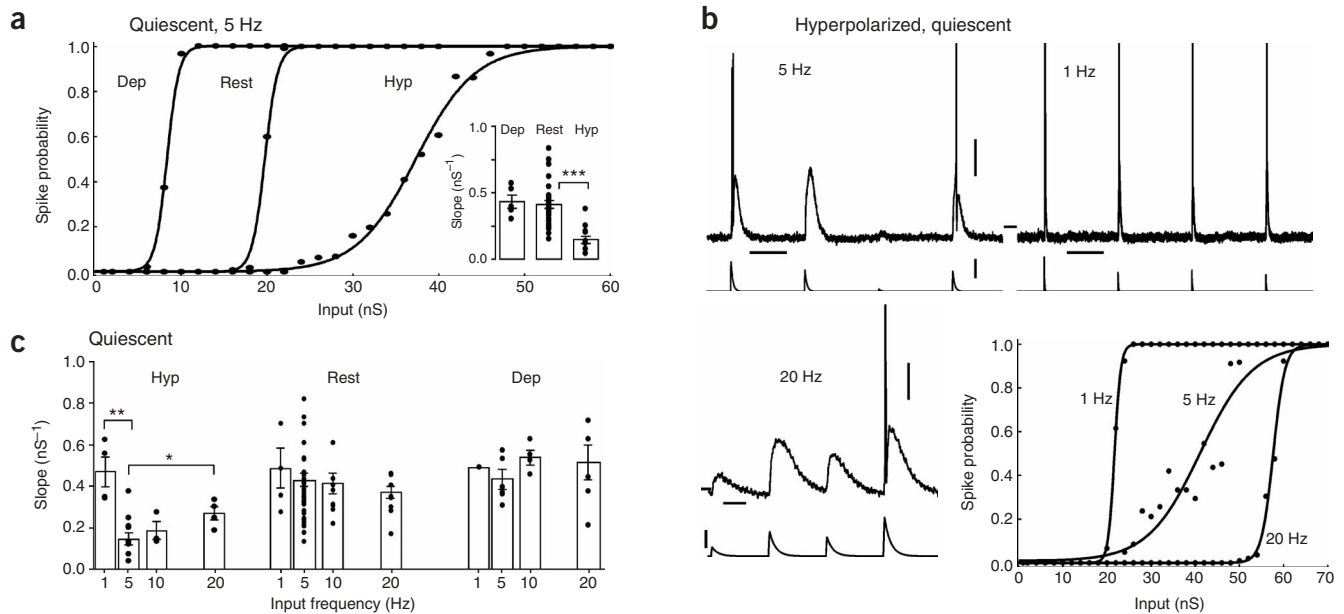 a
Quiescent, 5 Hz
1.0
0.8
0.6
0.4
0.2
0.0
Spike probability
Dep
Rest
Hyp
0
10
20
30
40
50
60
Input (nS)
1.0
0.5
0.0
Slope (nS−1)
Dep Rest Hyp
***
b
Hyperpolarized, quiescent
5 Hz
1 Hz
20 Hz
1.0
0.8
0.6
0.4
0.2
0.0
Spike probability
1 Hz
5 Hz
20 Hz
0 10 20 30 40 50 60 70
Input (nS)
c
Quiescent
1.0
0.8
0.6
0.4
0.2
0.0
Slope (nS−1)
Hyp
Rest
Dep
**
*
1 5 10 20
1 5 10 20
1 5 10 20
Input frequency (Hz)